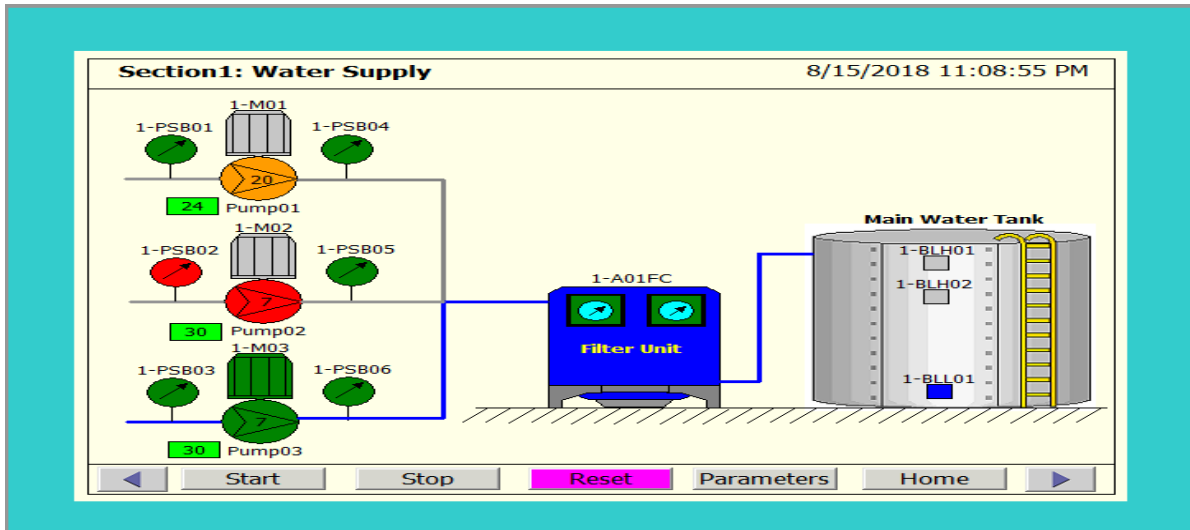 Section1: Water Supply
8/15/2018 11:08:55 PM
1-M01
1-PSB01
1-PSB04
20
24
Pump01
1-M02
1-PSB02
1-PSB05
7
30
Pump02
1-M03
1-PSB03
1-PSB06
7
30
Pump03
1-A01FC
Filter Unit
Main Water Tank
1-BLH01
1-BLH02
1-BLL01
Start
Stop
Reset
Parameters
Home